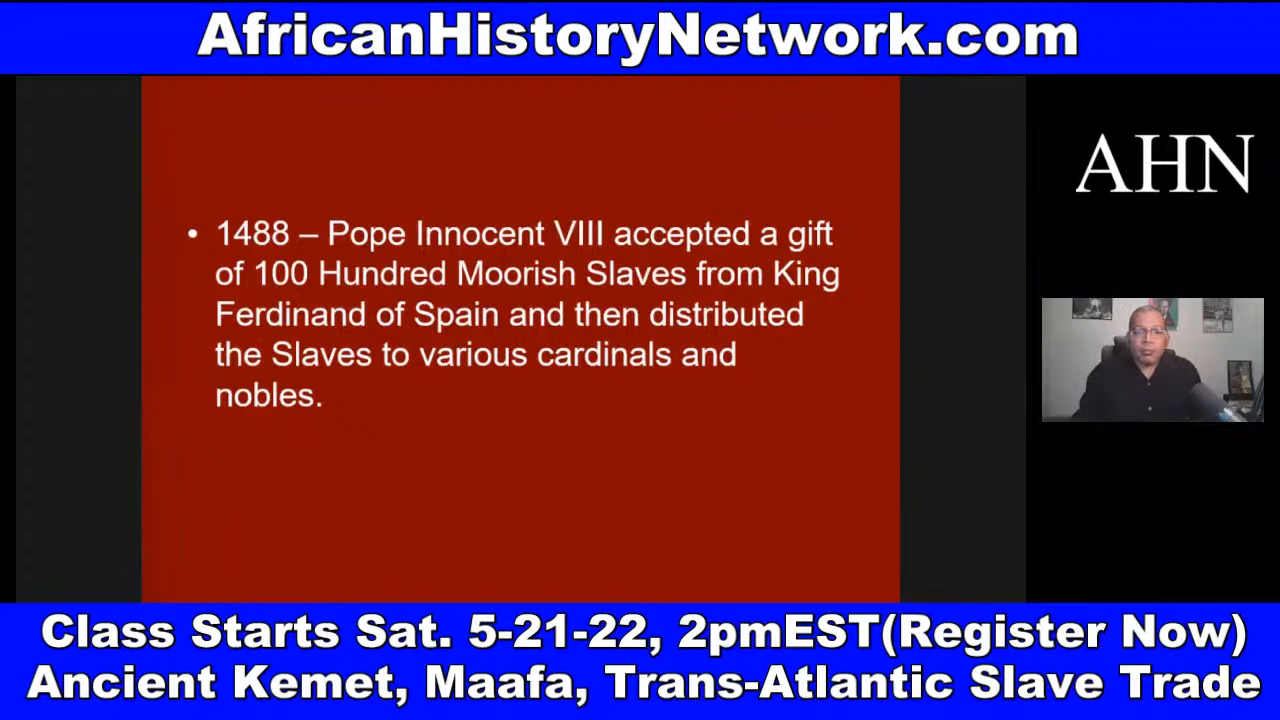 AfricanHistoryNetwork.com
• 1488 – Pope Innocent VIII accepted a gift
of 100 Hundred Moorish Slaves from King
Ferdinand of Spain and then distributed
the Slaves to various cardinals and
nobles.
AHN
Class Starts Sat. 5-21-22, 2pmEST(Register Now)
Ancient Kemet, Maafa, Trans-Atlantic Slave Trade